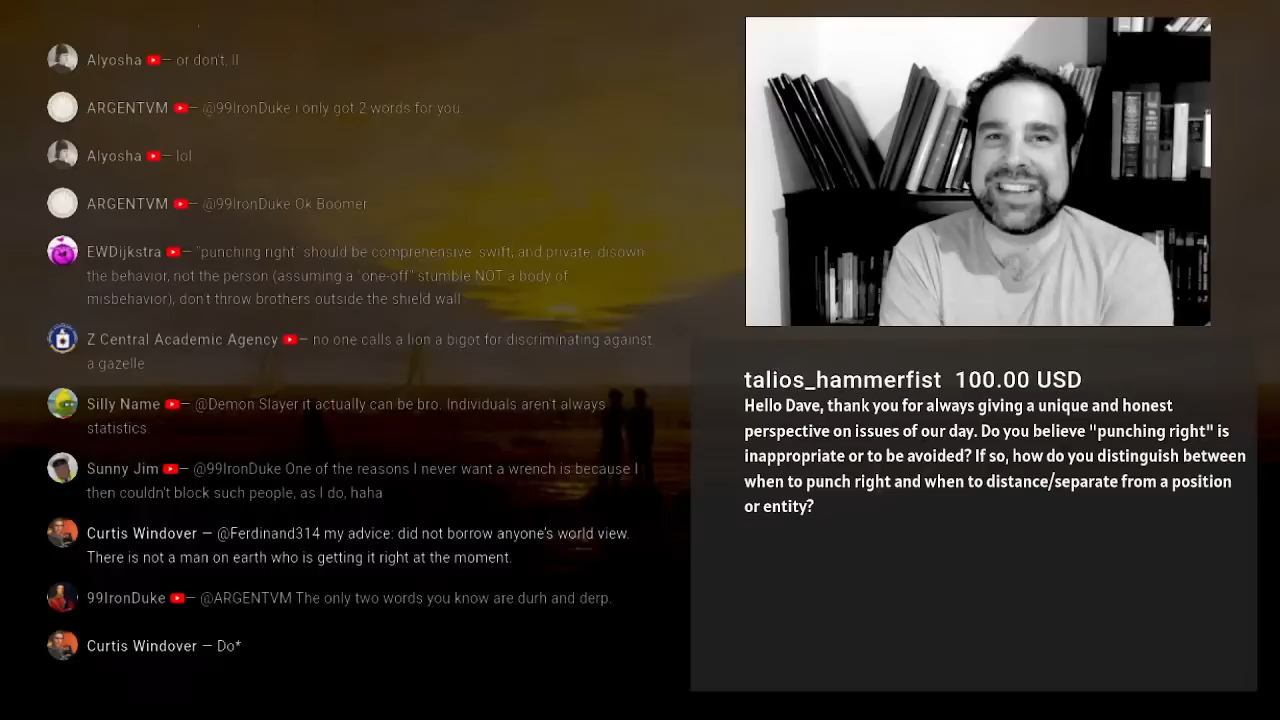 Alyosha — or don't. ll
ARGENTVM — @99IronDuke i only got 2 words for you.
Alyosha — lol
ARGENTVM — @99IronDuke Ok Boomer
EWDijkstra — "punching right" should be comprehensive, swift, and private; disown
the behavior, not the person (assuming a "one-off" stumble NOT a body of
misbehavior), don't throw brothers outside the shield wall
Z Central Academic Agency — no one calls a lion a bigot for discriminating against
a gazelle
Silly Name — @Demon Slayer it actually can be bro. Individuals aren't always
statistics.
Sunny Jim — @99IronDuke One of the reasons I never want a wrench is because I
then couldn't block such people, as I do, haha
Curtis Windover — @Ferdinand314 my advice: did not borrow anyone's world view.
There is not a man on earth who is getting it right at the moment.
99IronDuke — @ARGENTVM The only two words you know are durh and derp.
Curtis Windover — Do*
talios_hammerfist 100.00 USD
Hello Dave, thank you for always giving a unique and honest
perspective on issues of our day. Do you believe "punching right" is
inappropriate or to be avoided? If so, how do you distinguish between
when to punch right and when to distance/separate from a position
or entity?